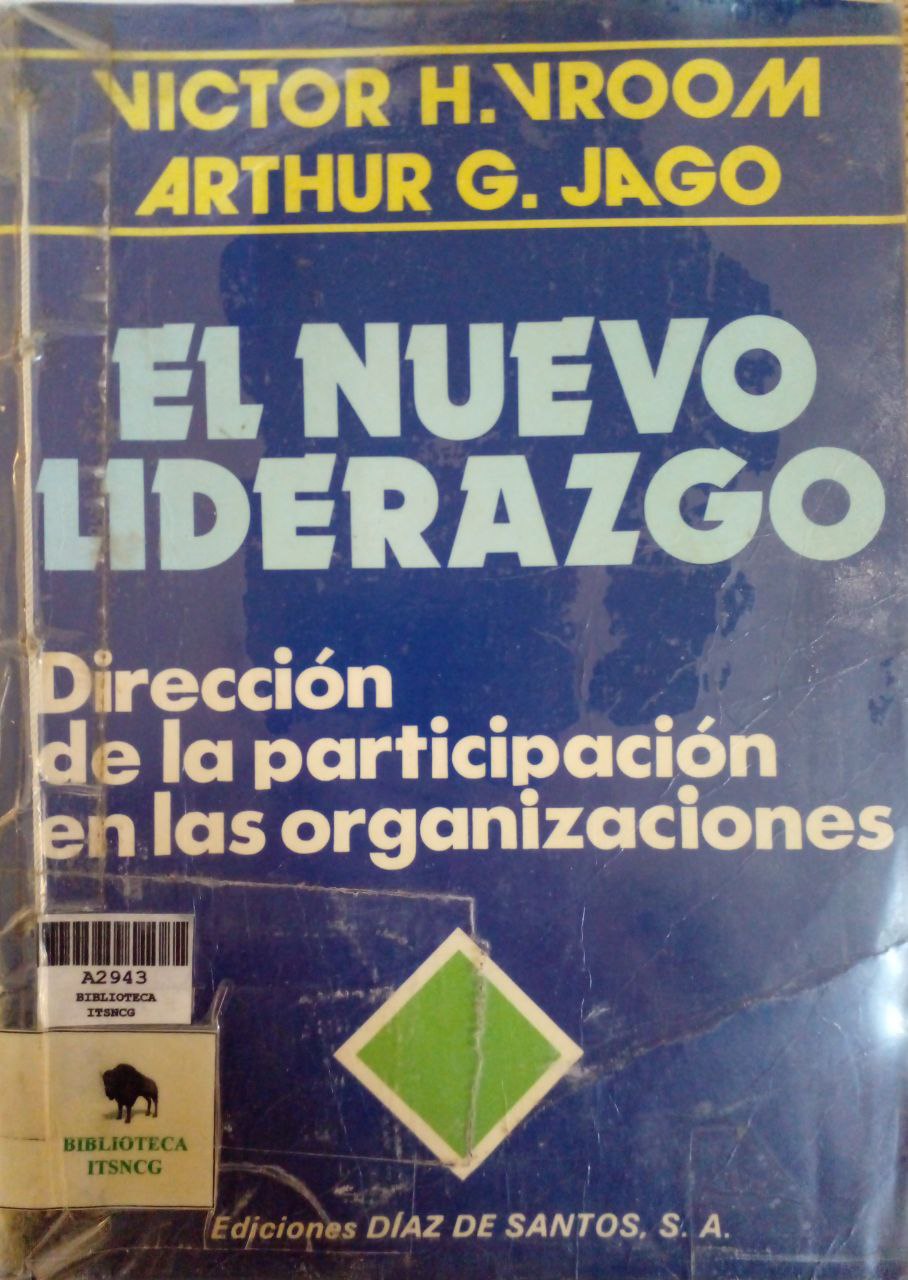 VICTOR H. VROOM
ARTHUR G. JAGO
EL NUEVO
LIDERAZGO
Dirección
de la participación
en las organizaciones
A2943
BIBLIOTECA
ITSNCG
BIBLIOTECA
ITSNCG
Ediciones DÍAZ DE SANTOS, S. A.